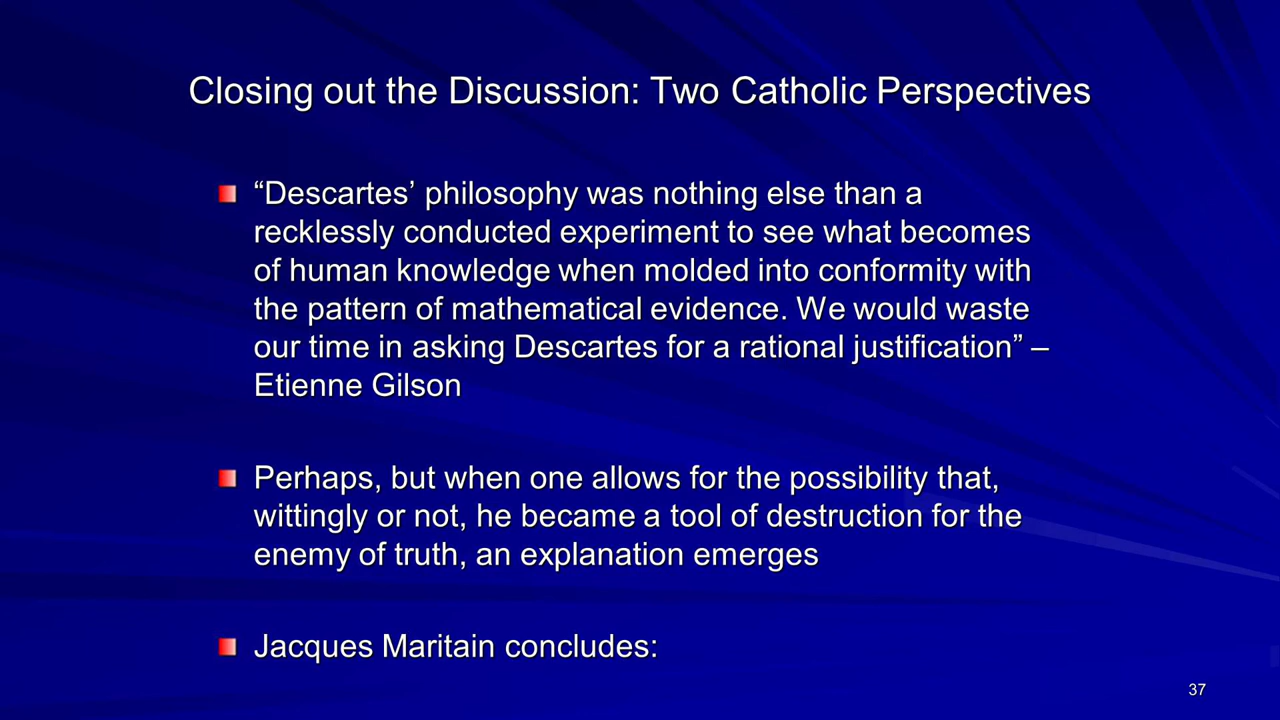 Closing out the Discussion: Two Catholic Perspectives
“Descartes’ philosophy was nothing else than a
recklessly conducted experiment to see what becomes
of human knowledge when molded into conformity with
the pattern of mathematical evidence. We would waste
our time in asking Descartes for a rational justification” –
Etienne Gilson
Perhaps, but when one allows for the possibility that,
wittingly or not, he became a tool of destruction for the
enemy of truth, an explanation emerges
Jacques Maritain concludes:
37